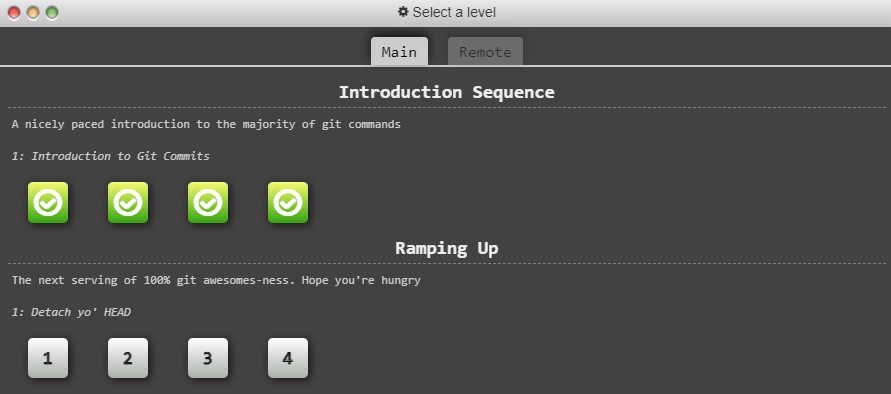 Select a level
Main Remote
Introduction Sequence
A nicely paced introduction to the majority of git commands
1: Introduction to Git Commits
Ramping Up
The next serving of 100% git awesomes-ness. Hope you're hungry
1: Detach yo' HEAD
1 2 3 4